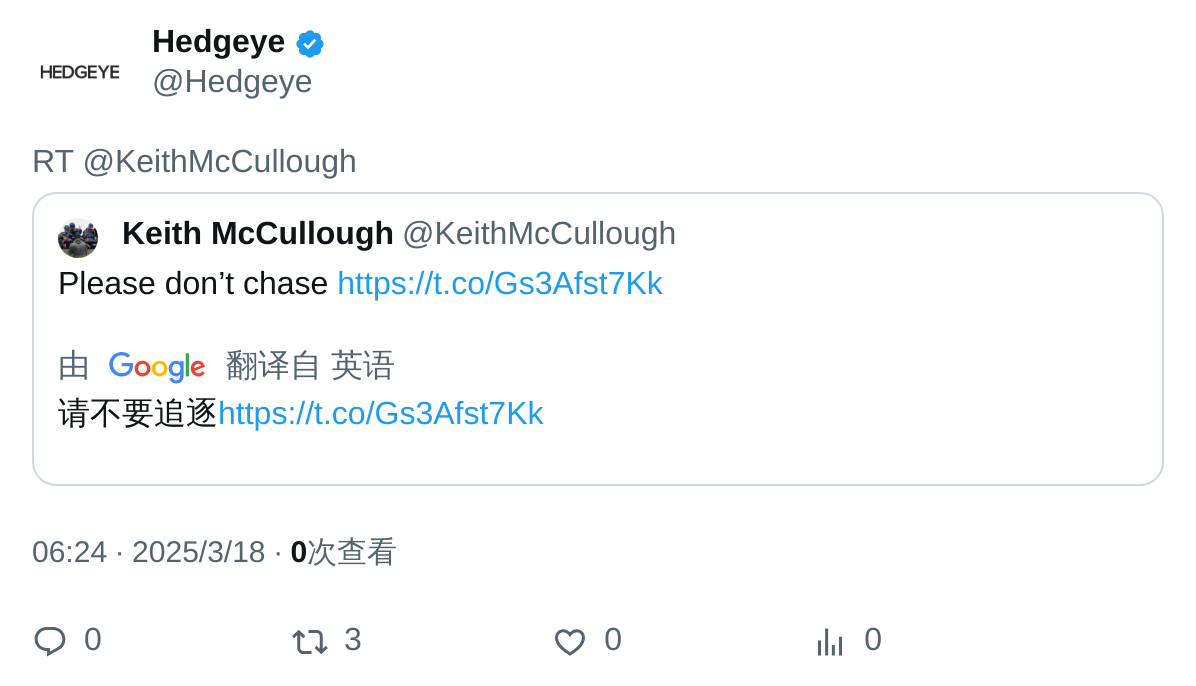 Hedgeye
HEDGEYE
@Hedgeye
RT @KeithMcCullough
Keith McCullough @KeithMcCullough
Please don’t chase https://t.co/Gs3Afst7Kk
由 Google 翻译自 英语
请不要追逐https://t.co/Gs3Afst7Kk
06:24 · 2025/3/18 · 0次查看
0 3 0 0